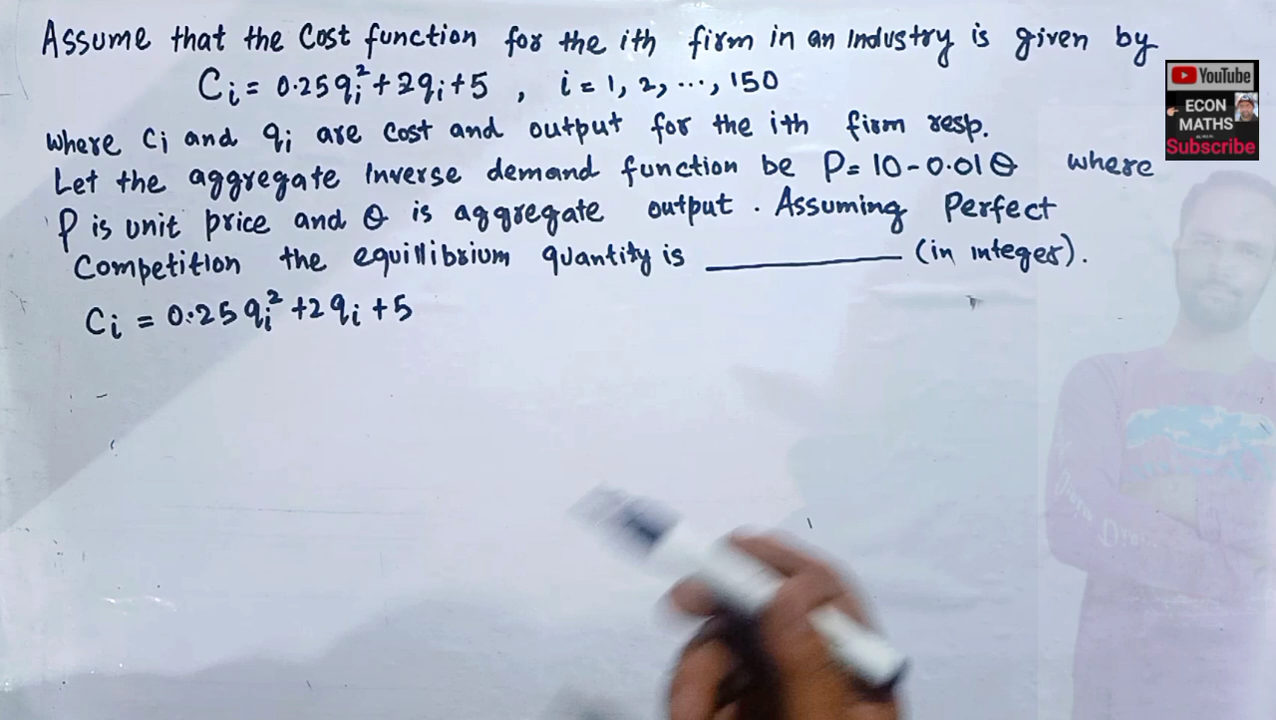 Assume that the Cost function for the ith firm in an Industry is given by
Ci = 0.25qi² + 2qi + 5 , i = 1, 2, ..., 150
where Ci and qi are Cost and output for the ith firm resp.
Let the aggregate Inverse demand function be P = 10 - 0.01Q where
P is unit price and Q is aggregate output. Assuming Perfect
Competition the equilibrium quantity is ________ (in integer).
Ci = 0.25qi² + 2qi + 5
YouTube
ECON
MATHS
Subscribe